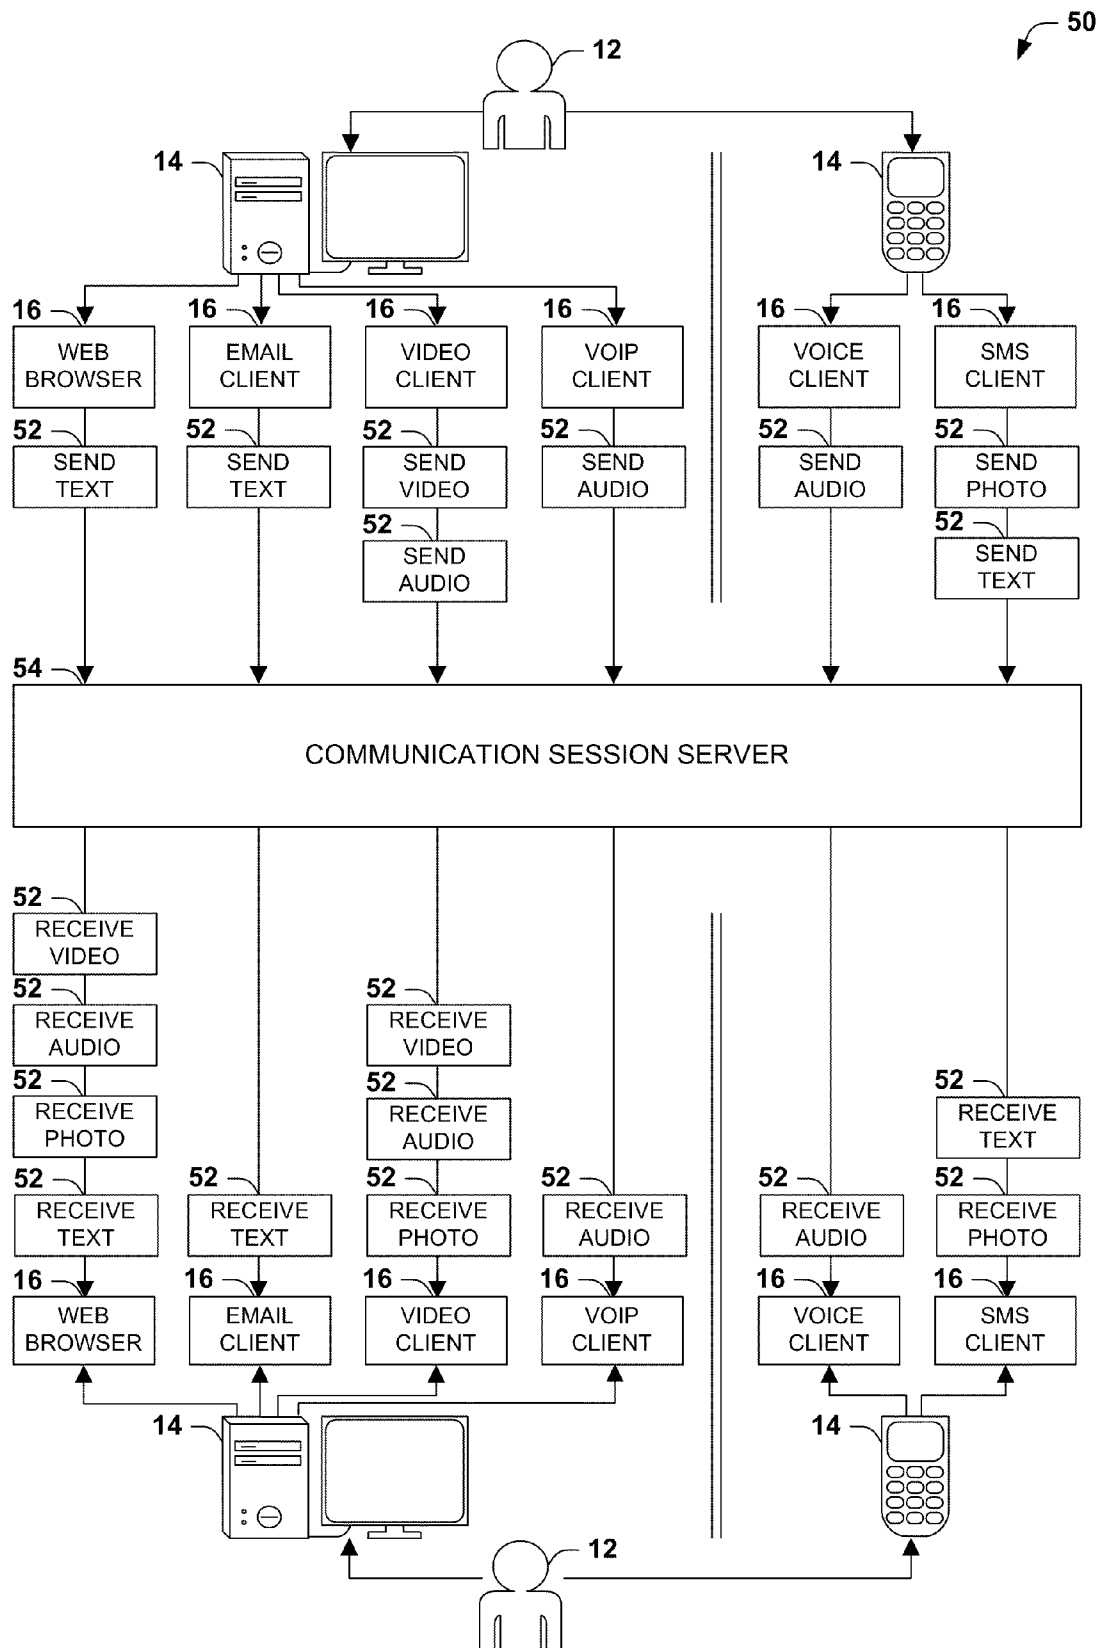 50
12
14
14
16
16
16
16
16
16
WEB
BROWSER
EMAIL
CLIENT
VIDEO
CLIENT
VOIP
CLIENT
VOICE
CLIENT
SMS
CLIENT
52
52
52
52
52
52
SEND
TEXT
SEND
TEXT
SEND
VIDEO
SEND
AUDIO
SEND
AUDIO
SEND
PHOTO
52
52
SEND
AUDIO
SEND
TEXT
54
COMMUNICATION SESSION SERVER
52
RECEIVE
VIDEO
52
52
RECEIVE
AUDIO
RECEIVE
VIDEO
52
52
52
RECEIVE
PHOTO
RECEIVE
AUDIO
RECEIVE
TEXT
52
52
52
52
52
52
RECEIVE
TEXT
RECEIVE
TEXT
RECEIVE
PHOTO
RECEIVE
AUDIO
RECEIVE
AUDIO
RECEIVE
PHOTO
16
16
16
16
16
16
WEB
BROWSER
EMAIL
CLIENT
VIDEO
CLIENT
VOIP
CLIENT
VOICE
CLIENT
SMS
CLIENT
14
14
12